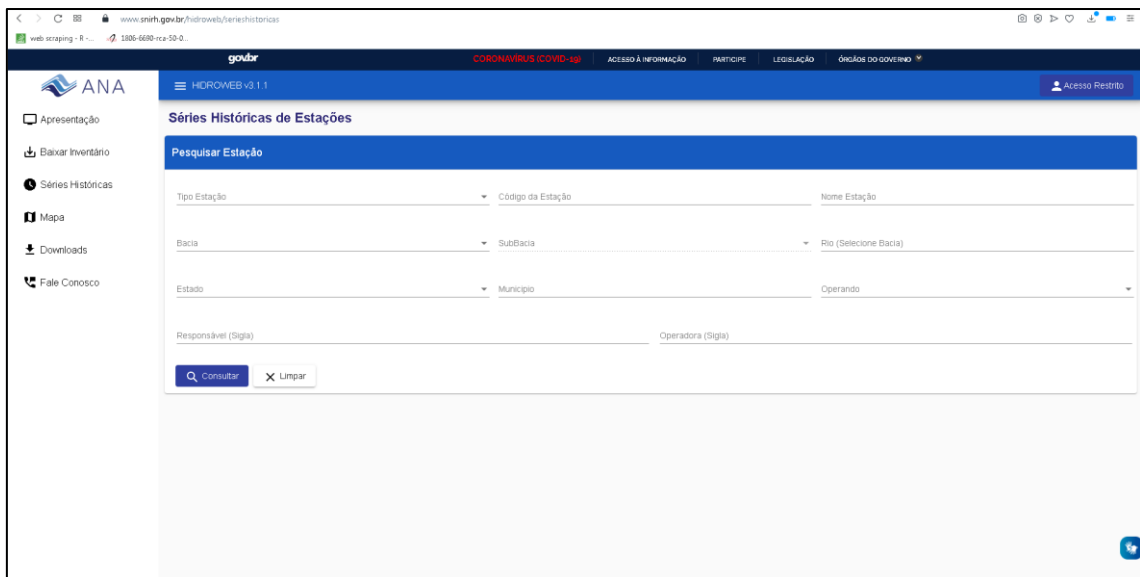 www.snirh.gov.br/hidroweb/serieshistoricas
web scraping - R -... 1806-6690-rca-50-0...
gov.br CORONAVÍRUS (COVID-19) ACESSO À INFORMAÇÃO PARTICIPE LEGISLAÇÃO ÓRGÃOS DO GOVERNO
ANA HIDROWEB v3.1.1 Acesso Restrito
Apresentação
Baixar Inventário
Séries Históricas
Mapa
Downloads
Fale Conosco
Séries Históricas de Estações
Pesquisar Estação
Tipo Estação Código da Estação Nome Estação
Bacia SubBacia Rio (Selecione Bacia)
Estado Município Operando
Responsável (Sigla) Operadora (Sigla)
Consultar Limpar